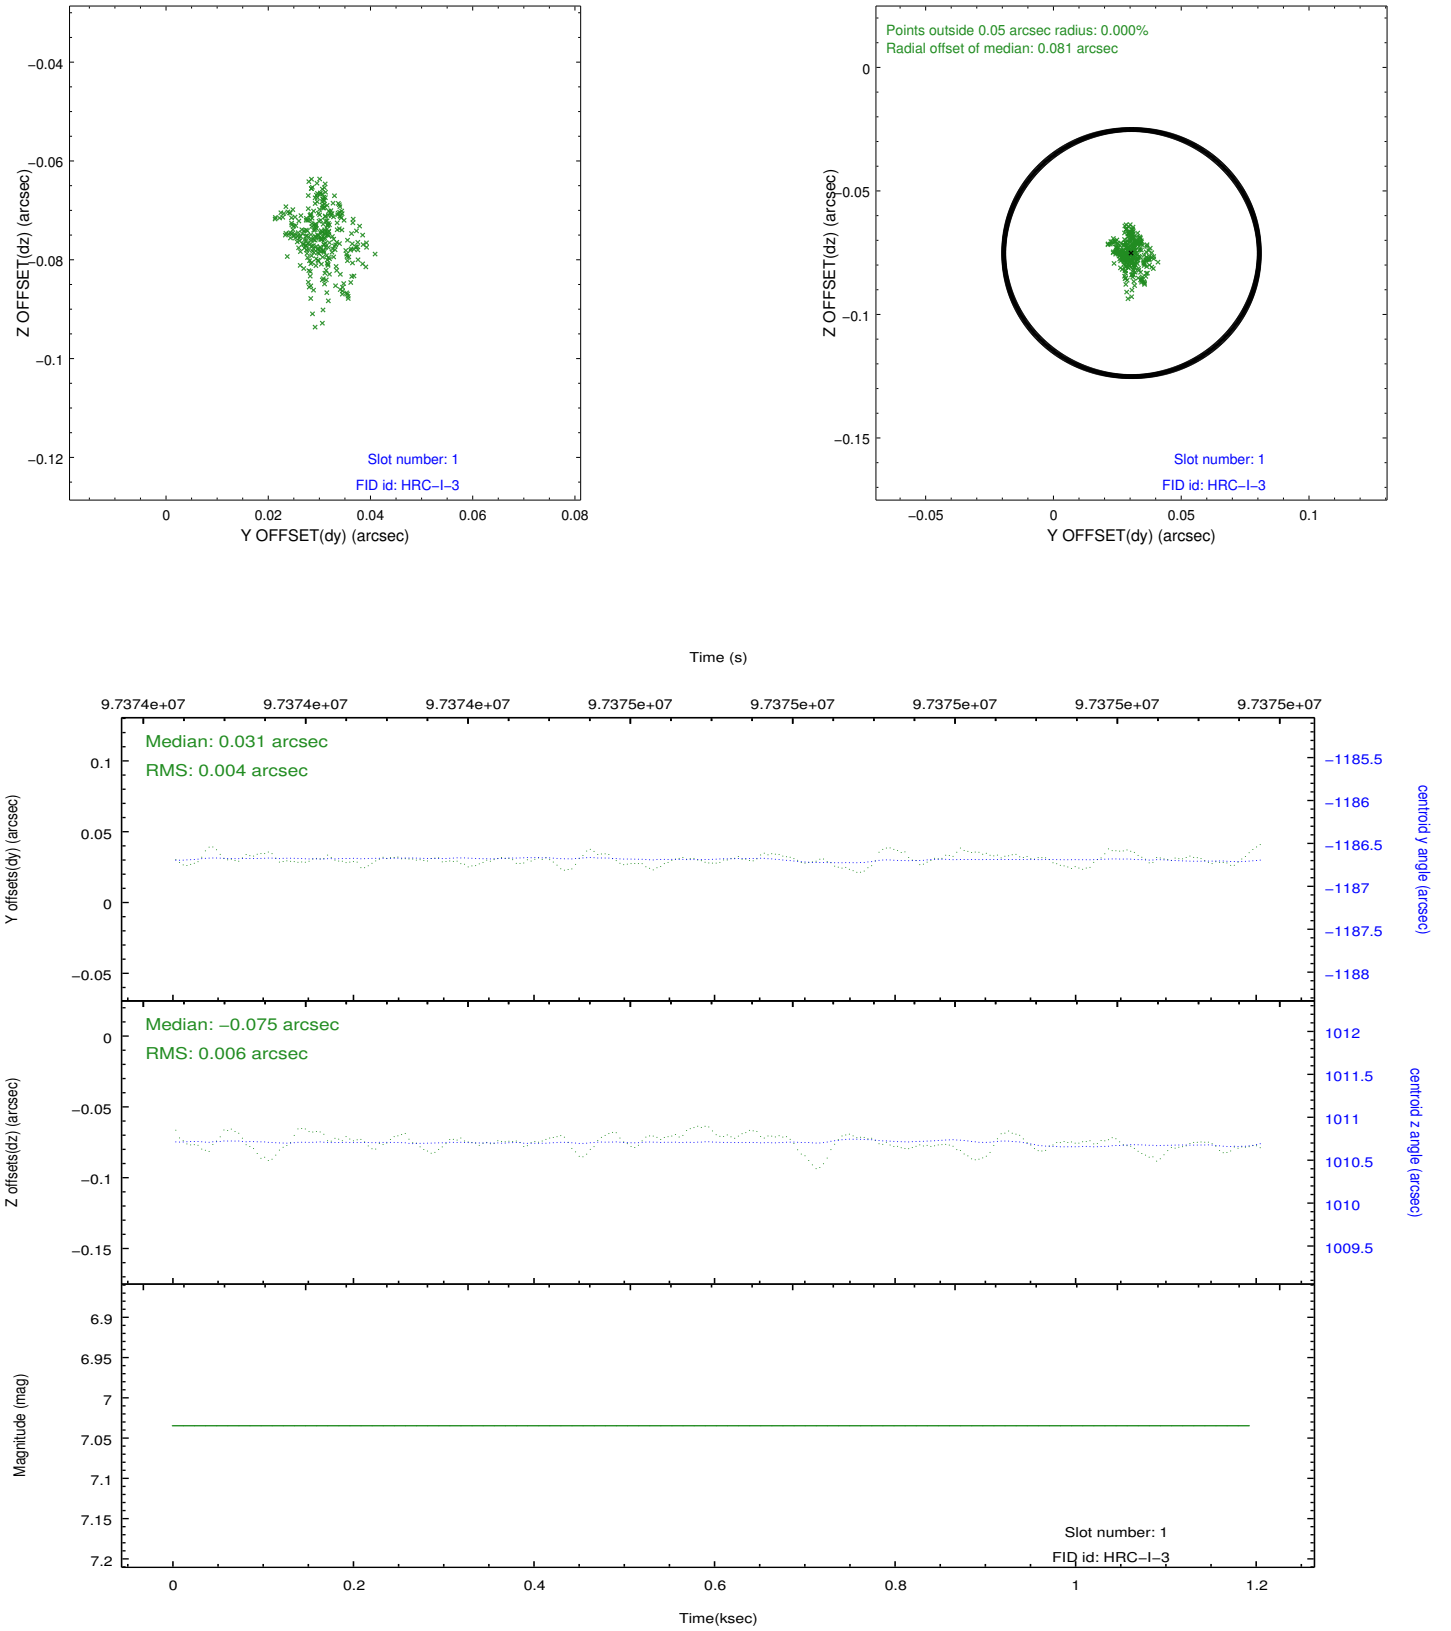 −0.04
−0.06
−0.08
−0.1
−0.12
Z OFFSET(dz) (arcsec)
Slot number: 1
FID id: HRC−I−3
0
0.02
0.04
0.06
0.08
Y OFFSET(dy) (arcsec)
Points outside 0.05 arcsec radius: 0.000%
Radial offset of median: 0.081 arcsec
0
−0.05
−0.1
−0.15
Z OFFSET(dz) (arcsec)
Slot number: 1
FID id: HRC−I−3
−0.05
0
0.05
0.1
Y OFFSET(dy) (arcsec)
Time (s)
9.7374e+07
9.7374e+07
9.7374e+07
9.7375e+07
9.7375e+07
9.7375e+07
9.7375e+07
9.7375e+07
Median: 0.031 arcsec
RMS: 0.004 arcsec
0.1
0.05
0
−0.05
Y offsets(dy) (arcsec)
−1185.5
−1186
−1186.5
−1187
−1187.5
−1188
centroid y angle (arcsec)
Median: −0.075 arcsec
RMS: 0.006 arcsec
0
−0.05
−0.1
−0.15
Z offsets(dz) (arcsec)
1012
1011.5
1011
1010.5
1010
1009.5
centroid z angle (arcsec)
6.9
6.95
7
7.05
7.1
7.15
7.2
Magnitude (mag)
Slot number: 1
FID id: HRC−I−3
0
0.2
0.4
0.6
0.8
1
1.2
Time(ksec)